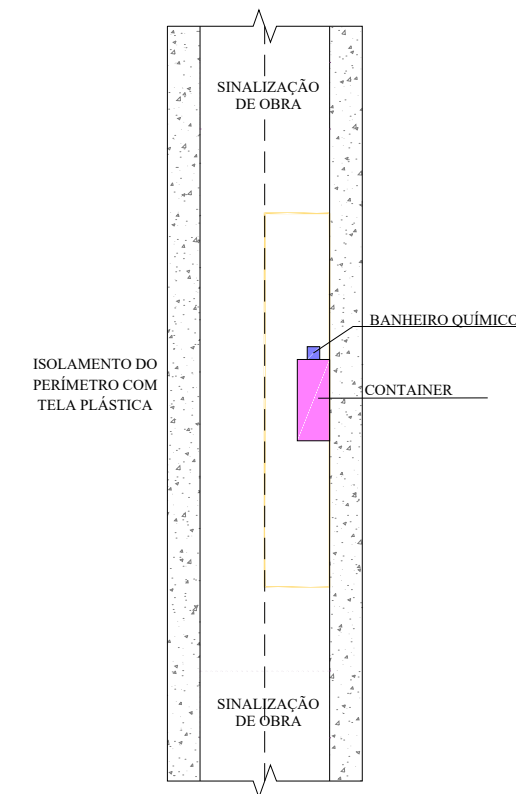 SINALIZAÇÃO
DE OBRA
BANHEIRO QUÍMICO
ISOLAMENTO DO
PERÍMETRO COM
TELA PLÁSTICA
CONTAINER
SINALIZAÇÃO
DE OBRA